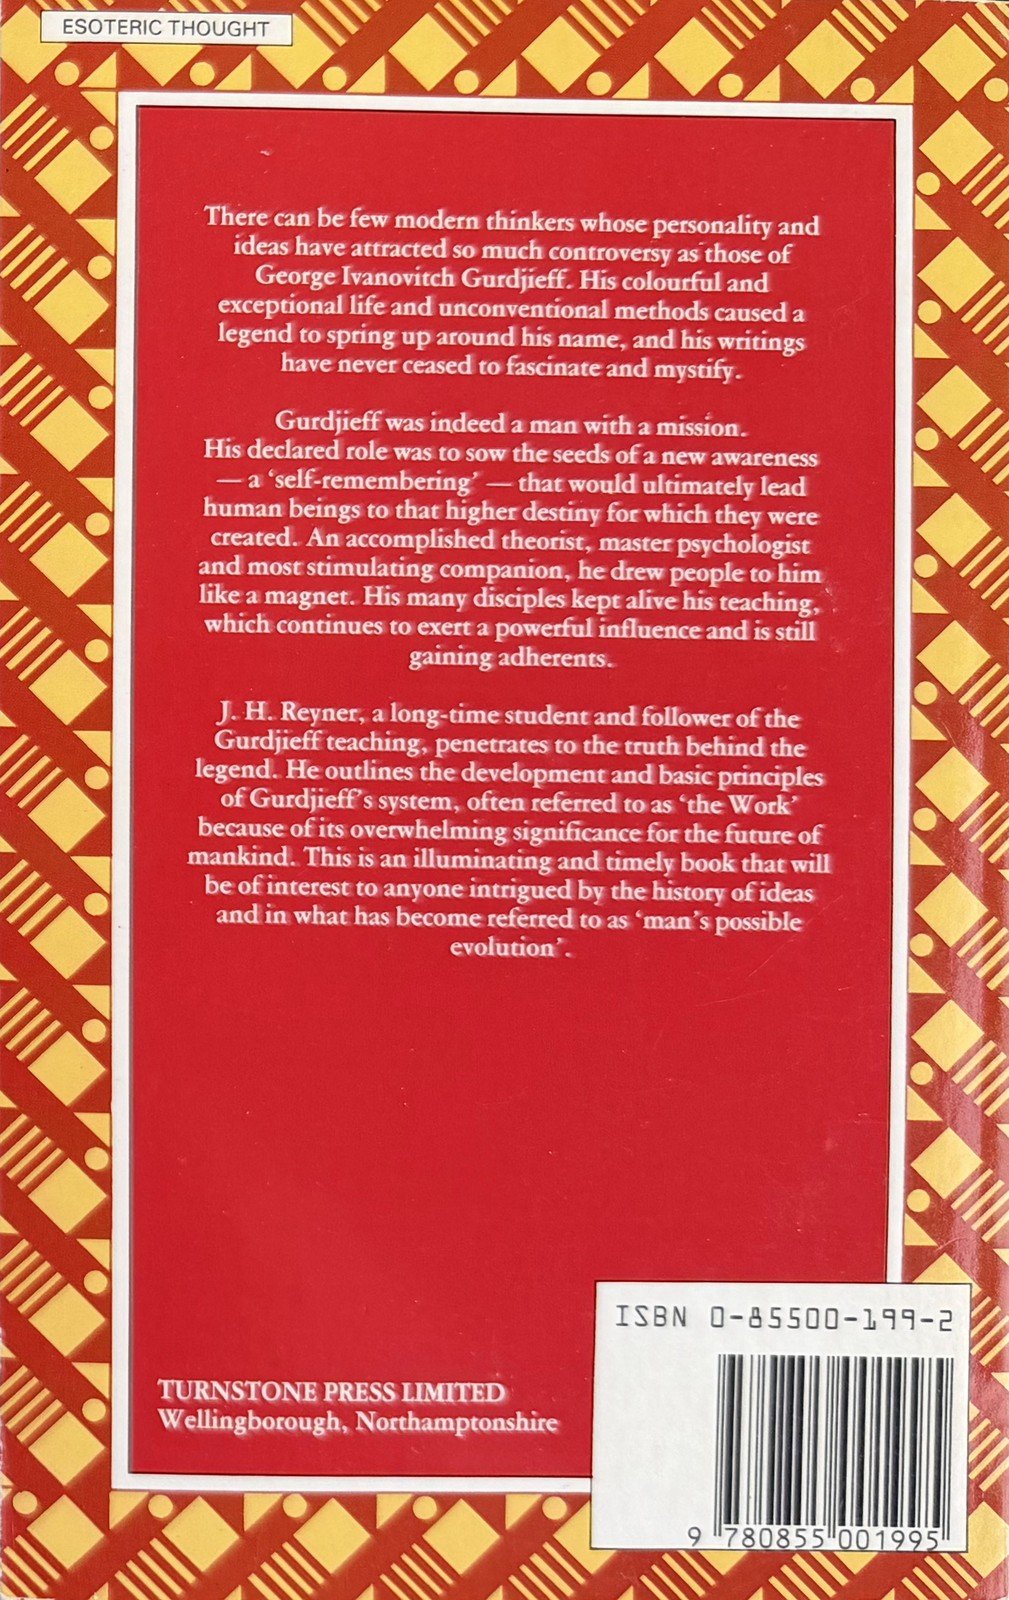 ESOTERIC THOUGHT
There can be few modern thinkers whose personality and
ideas have attracted so much controversy as those of
George Ivanovitch Gurdjieff. His colourful and
exceptional life and unconventional methods caused a
legend to spring up around his name, and his writings
have never ceased to fascinate and mystify.
Gurdjieff was indeed a man with a mission.
His declared role was to sow the seeds of a new awareness
— a ‘self-remembering’ — that would ultimately lead
human beings to that higher destiny for which they were
created. An accomplished theorist, master psychologist
and most stimulating companion, he drew people to him
like a magnet. His many disciples kept alive his teaching,
which continues to exert a powerful influence and is still
gaining adherents.
J. H. Reyner, a long-time student and follower of the
Gurdjieff teaching, penetrates to the truth behind the
legend. He outlines the development and basic principles
of Gurdjieff’s system, often referred to as ‘the Work’
because of its overwhelming significance for the future of
mankind. This is an illuminating and timely book that will
be of interest to anyone intrigued by the history of ideas
and in what has become referred to as ‘man’s possible
evolution’.
TURNSTONE PRESS LIMITED
Wellingborough, Northamptonshire
ISBN 0-85500-199-2
9 780855 001995